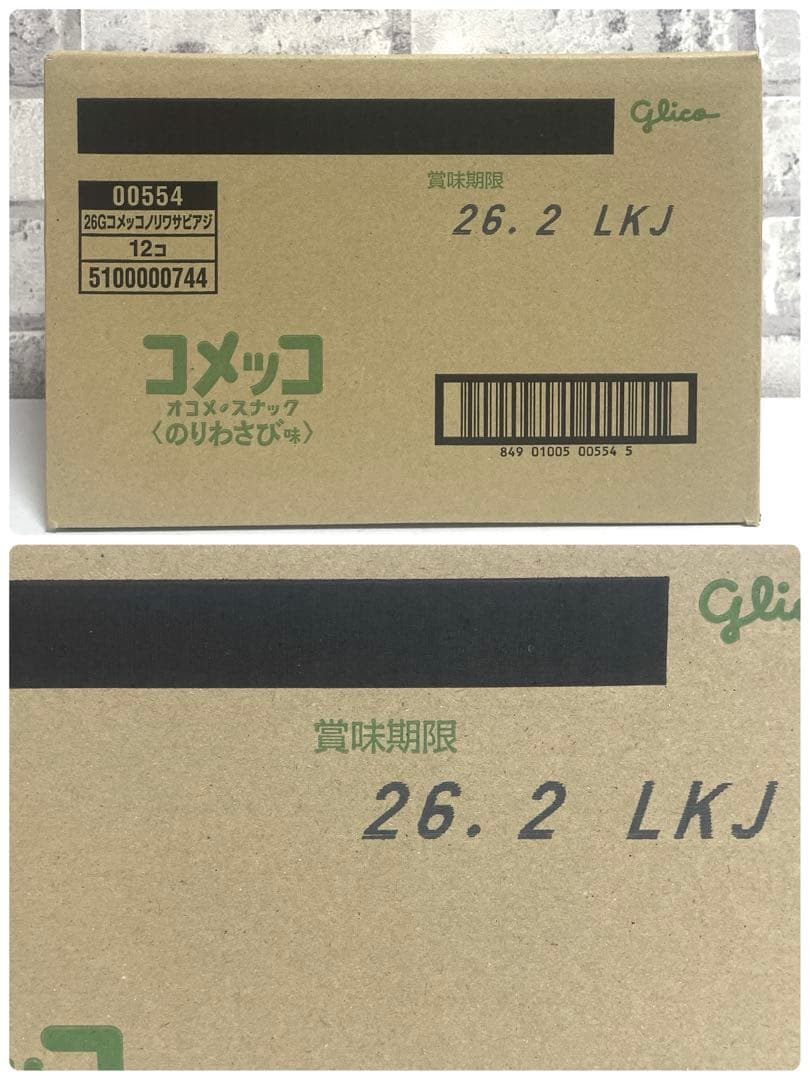 glico
賞味期限
26.2 LKJ
00554
26Gコメッコノリワサビアジ
12コ
5100000744
コメッコ
オコメ・スナック
〈のりわさび味〉
849 01005 00554 5
glic
賞味期限
26.2 LKJ
コ